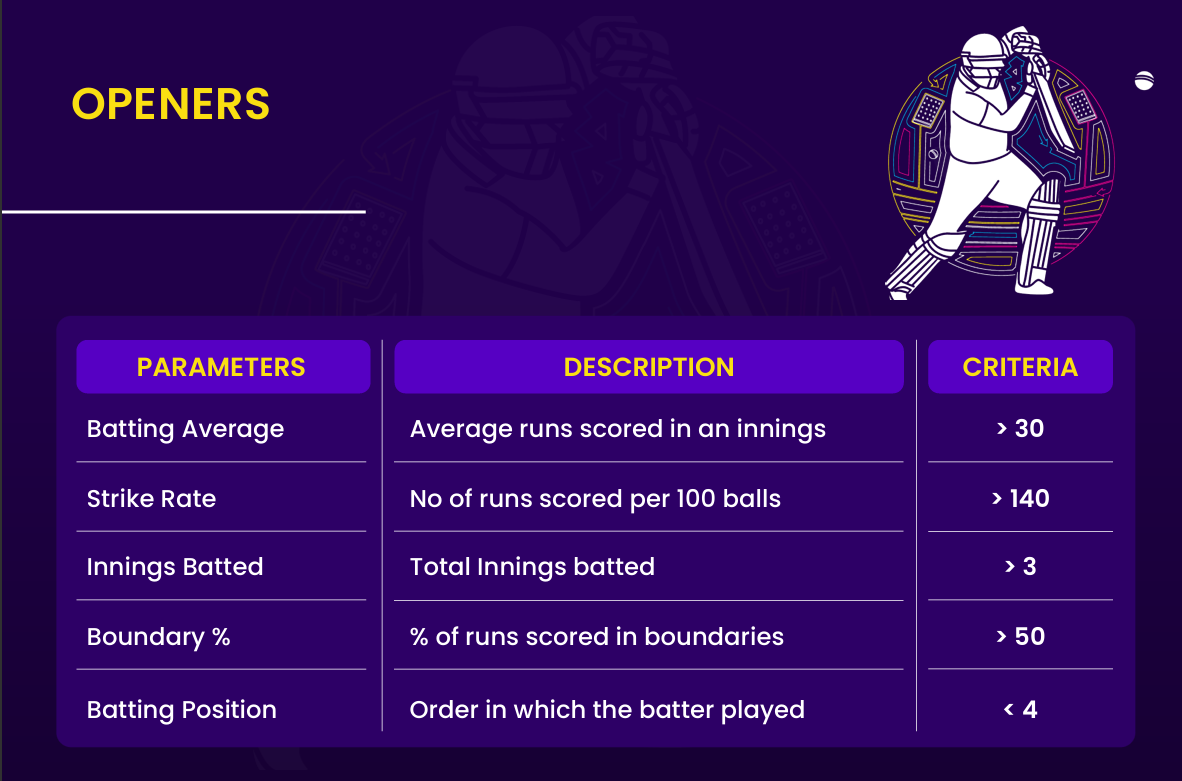 OPENERS
PARAMETERS DESCRIPTION CRITERIA
Batting Average Average runs scored in an innings > 30
Strike Rate No of runs scored per 100 balls > 140
Innings Batted Total Innings batted > 3
Boundary % % of runs scored in boundaries > 50
Batting Position Order in which the batter played < 4